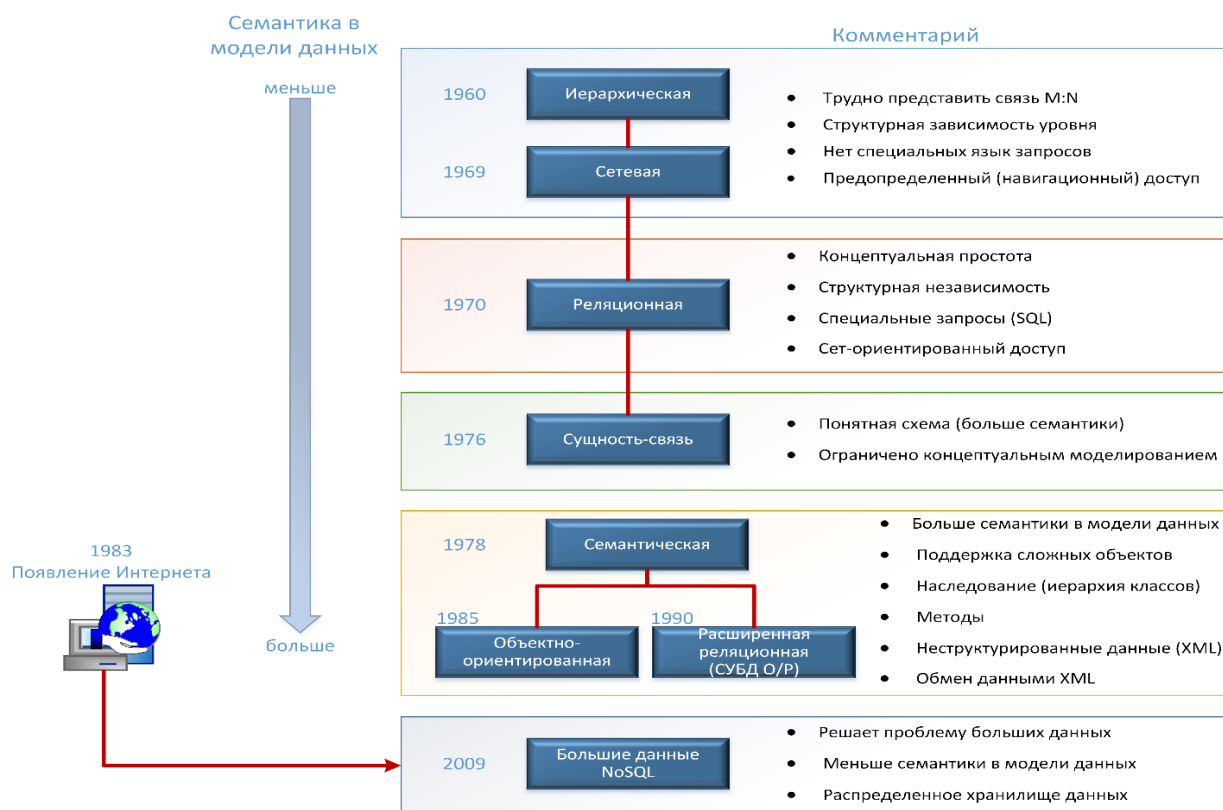 Семантика в
модели данных
Комментарий
меньше
1960
Иерархическая
1969
Сетевая
• Трудно представить связь M:N
• Структурная зависимость уровня
• Нет специальных язык запросов
• Предопределенный (навигационный) доступ
1970
Реляционная
• Концептуальная простота
• Структурная независимость
• Специальные запросы (SQL)
• Сет-ориентированный доступ
1976
Сущность-связь
• Понятная схема (больше семантики)
• Ограничено концептуальным моделированием
1978
Семантическая
1985
Объектно-
ориентированная
1990
Расширенная
реляционная
(СУБД О/Р)
• Больше семантики в модели данных
• Поддержка сложных объектов
• Наследование (иерархия классов)
• Методы
• Неструктурированные данные (XML)
• Обмен данными XML
1983
Появление Интернета
больше
2009
Большие данные
NoSQL
• Решает проблему больших данных
• Меньше семантики в модели данных
• Распределенное хранилище данных